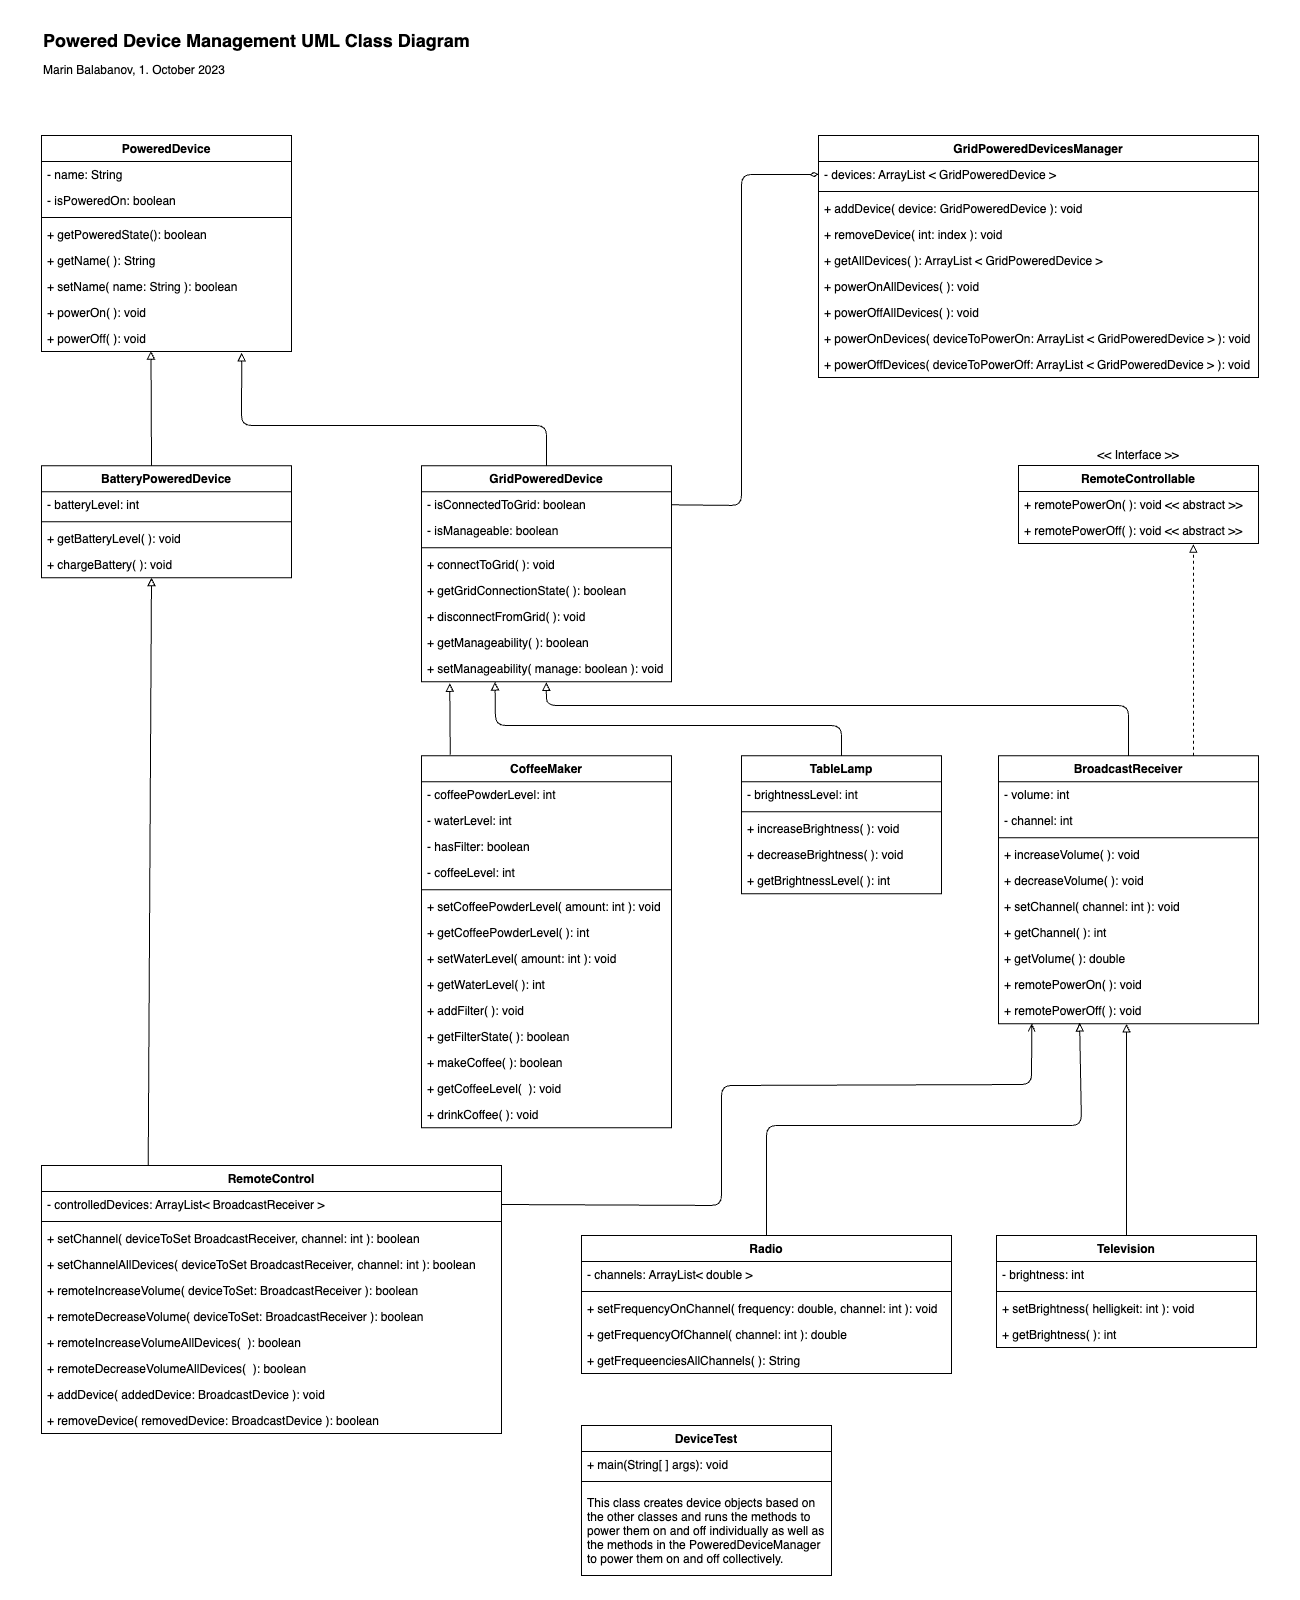 Powered Device Management UML Class Diagram
Marin Balabanov, 1. October 2023
PoweredDevice
- name: String
- isPoweredOn: boolean
+ getPoweredState(): boolean
+ getName( ): String
+ setName( name: String ): boolean
+ powerOn( ): void
+ powerOff( ): void
GridPoweredDevicesManager
- devices: ArrayList < GridPoweredDevice >
+ addDevice( device: GridPoweredDevice ): void
+ removeDevice( int: index ): void
+ getAllDevices( ): ArrayList < GridPoweredDevice >
+ powerOnAllDevices( ): void
+ powerOffAllDevices( ): void
+ powerOnDevices( deviceToPowerOn: ArrayList < GridPoweredDevice > ): void
+ powerOffDevices( deviceToPowerOff: ArrayList < GridPoweredDevice > ): void
BatteryPoweredDevice
- batteryLevel: int
+ getBatteryLevel( ): void
+ chargeBattery( ): void
GridPoweredDevice
- isConnectedToGrid: boolean
- isManageable: boolean
+ connectToGrid( ): void
+ getGridConnectionState( ): boolean
+ disconnectFromGrid( ): void
+ getManageability( ): boolean
+ setManageability( manage: boolean ): void
<< Interface >>
RemoteControllable
+ remotePowerOn( ): void << abstract >>
+ remotePowerOff( ): void << abstract >>
CoffeeMaker
- coffeePowderLevel: int
- waterLevel: int
- hasFilter: boolean
- coffeeLevel: int
+ setCoffeePowderLevel( amount: int ): void
+ getCoffeePowderLevel( ): int
+ setWaterLevel( amount: int ): void
+ getWaterLevel( ): int
+ addFilter( ): void
+ getFilterState( ): boolean
+ makeCoffee( ): boolean
+ getCoffeeLevel(  ): void
+ drinkCoffee( ): void
TableLamp
- brightnessLevel: int
+ increaseBrightness( ): void
+ decreaseBrightness( ): void
+ getBrightnessLevel( ): int
BroadcastReceiver
- volume: int
- channel: int
+ increaseVolume( ): void
+ decreaseVolume( ): void
+ setChannel( channel: int ): void
+ getChannel( ): int
+ getVolume( ): double
+ remotePowerOn( ): void
+ remotePowerOff( ): void
RemoteControl
- controlledDevices: ArrayList< BroadcastReceiver >
+ setChannel( deviceToSet BroadcastReceiver, channel: int ): boolean
+ setChannelAllDevices( deviceToSet BroadcastReceiver, channel: int ): boolean
+ remoteIncreaseVolume( deviceToSet: BroadcastReceiver ): boolean
+ remoteDecreaseVolume( deviceToSet: BroadcastReceiver ): boolean
+ remoteIncreaseVolumeAllDevices(  ): boolean
+ remoteDecreaseVolumeAllDevices(  ): boolean
+ addDevice( addedDevice: BroadcastDevice ): void
+ removeDevice( removedDevice: BroadcastDevice ): boolean
Radio
- channels: ArrayList< double >
+ setFrequencyOnChannel( frequency: double, channel: int ): void
+ getFrequencyOfChannel( channel: int ): double
+ getFrequeenciesAllChannels( ): String
Television
- brightness: int
+ setBrightness( helligkeit: int ): void
+ getBrightness( ): int
DeviceTest
+ main(String[ ] args): void
This class creates device objects based on
the other classes and runs the methods to
power them on and off individually as well as
the methods in the PoweredDeviceManager
to power them on and off collectively.